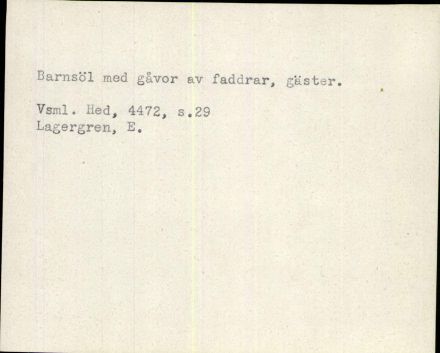 Barnsöl med gåvor av faddrar, gäster.
Vsml. Hed, 4472, s.29
Lagergren, E.